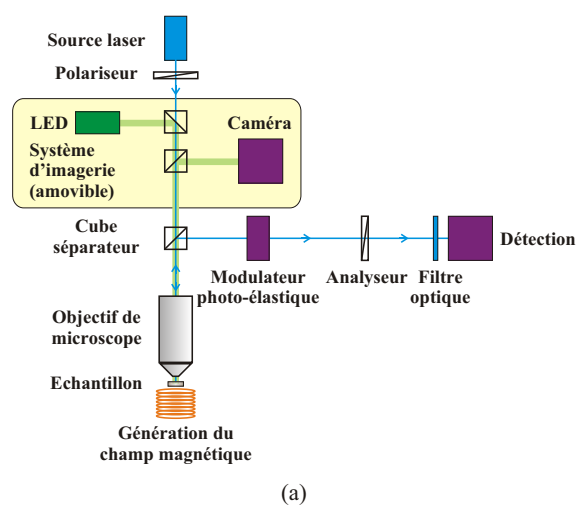 Source laser
Polariseur
LED
Caméra
Système
d'imagerie
(amovible)
Cube
séparateur
Modulateur
photo-élastique
Analyseur
Filtre
optique
Détection
Objectif de
microscope
Echantillon
Génération du
champ magnétique
(a)